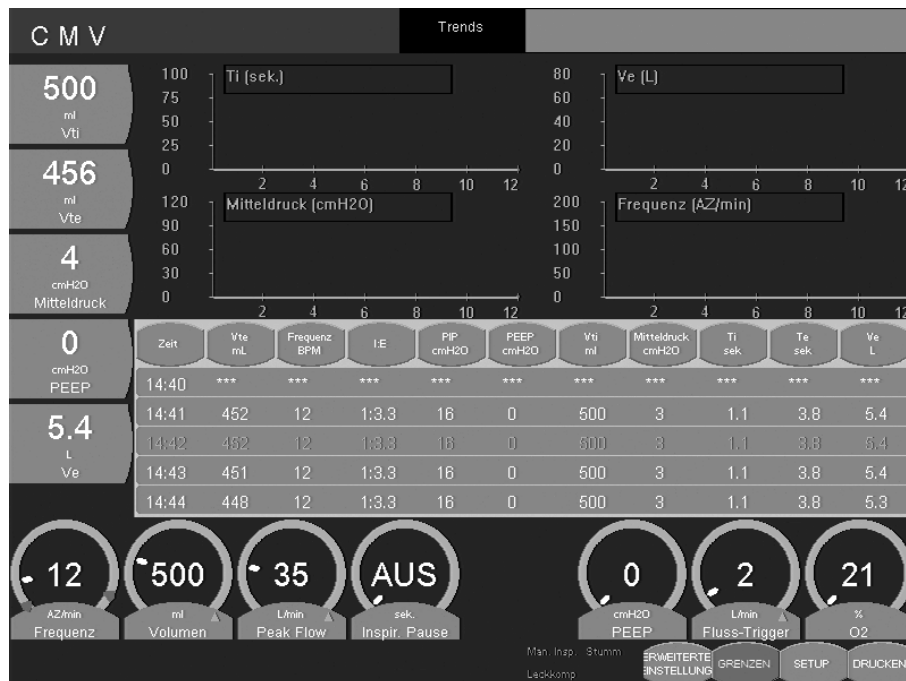 C M V
Trends
500
ml
Vti
456
ml
Vte
4
cmH2O
Mitteldruck
0
cmH2O
PEEP
5.4
L
Ve
100
75
50
25
0
Ti (sek.)
2 4 6 8 10 12
80
60
40
20
0
Ve (L)
2 4 6 8 10 12
120
90
60
30
0
Mitteldruck (cmH2O)
2 4 6 8 10 12
200
150
100
50
0
Frequenz (AZ/min)
2 4 6 8 10 12
Zeit Vte mL Frequenz BPM I:E PIP cmH2O PEEP cmH2O Vti ml Mitteldruck cmH2O Ti sek Te sek Ve L
14:40 *** *** *** *** *** *** *** *** *** ***
14:41 452 12 1:3.3 16 0 500 3 1.1 3.8 5.4
14:42 452 12 1:3.3 16 0 500 3 1.1 3.8 5.4
14:43 451 12 1:3.3 16 0 500 3 1.1 3.8 5.4
14:44 448 12 1:3.3 16 0 500 3 1.1 3.8 5.3
12
AZ/min
Frequenz
500
ml
Volumen
35
L/min
Peak Flow
AUS
sek.
Inspir. Pause
0
cmH2O
PEEP
2
L/min
Fluss-Trigger
21
%
O2
Man. Insp. Stumm
Leckkomp
ERWEITERTE
EINSTELLUNG
GRENZEN
SETUP
DRUCKEN